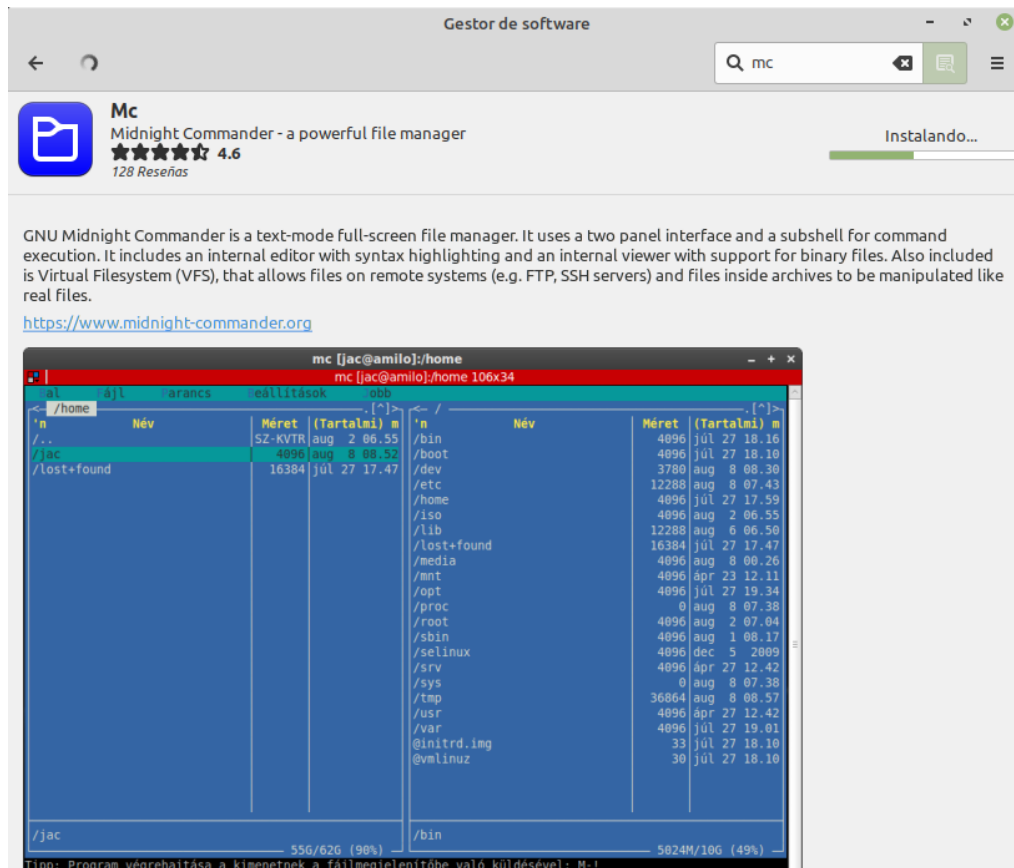 Gestor de software
mc
Mc
Midnight Commander - a powerful file manager
4.6
128 Reseñas
Instalando...
GNU Midnight Commander is a text-mode full-screen file manager. It uses a two panel interface and a subshell for command
execution. It includes an internal editor with syntax highlighting and an internal viewer with support for binary files. Also included
is Virtual Filesystem (VFS), that allows files on remote systems (e.g. FTP, SSH servers) and files inside archives to be manipulated like
real files.
https://www.midnight-commander.org
mc [jac@amilo]:/home
mc [jac@amilo]:/home 106x34
Bal Fájl Parancs Beállítások Jobb
<- /home .[^]> <- / .[^]>
'n Név Méret (Tartalmi) m 'n Név Méret (Tartalmi) m
/.. SZ-KVTR aug 2 06.55 /bin 4096 júl 27 18.16
/jac 4096 aug 8 08.52 /boot 4096 júl 27 18.10
/lost+found 16384 júl 27 17.47 /dev 3780 aug 8 08.30
/etc 12288 aug 8 07.43
/home 4096 júl 27 17.59
/iso 4096 aug 2 06.55
/lib 12288 aug 6 06.50
/lost+found 16384 júl 27 17.47
/media 4096 aug 8 00.26
/mnt 4096 ápr 23 12.11
/opt 4096 júl 27 19.34
/proc 0 aug 8 07.38
/root 4096 aug 2 07.04
/sbin 4096 aug 1 08.17
/selinux 4096 dec 5 2009
/srv 4096 ápr 27 12.42
/sys 0 aug 8 07.38
/tmp 36864 aug 8 08.57
/usr 4096 ápr 27 12.42
/var 4096 júl 27 19.01
@initrd.img 33 júl 27 18.10
@vmlinuz 30 júl 27 18.10
/jac /bin
55G/62G (90%) 5024M/10G (49%)
Tipp: Program végrehajtása a kimenetnek a fájlmegjelenítőbe való küldésével: M-!